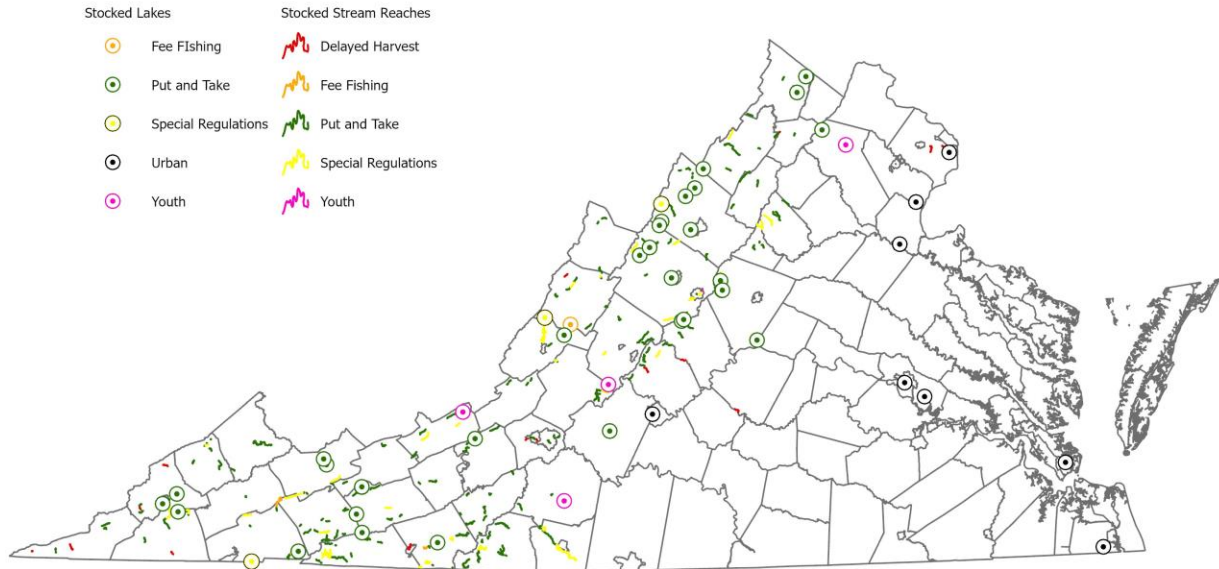 Stocked Lakes
Stocked Stream Reaches
Fee FIshing
Delayed Harvest
Put and Take
Fee Fishing
Special Regulations
Put and Take
Urban
Special Regulations
Youth
Youth